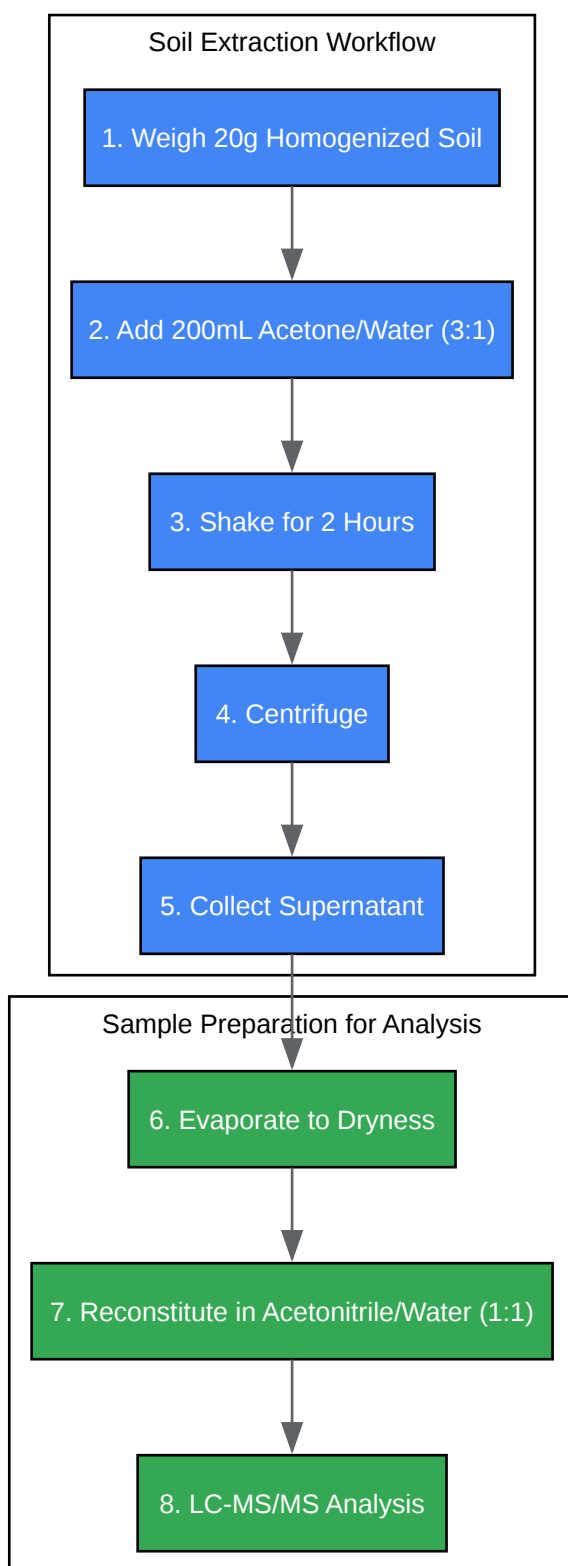 Soil Extraction Workflow
1. Weigh 20g Homogenized Soil
2. Add 200mL Acetone/Water (3:1)
3. Shake for 2 Hours
4. Centrifuge
5. Collect Supernatant
Sample Preparation for Analysis
6. Evaporate to Dryness
7. Reconstitute in Acetonitrile/Water (1:1)
8. LC-MS/MS Analysis